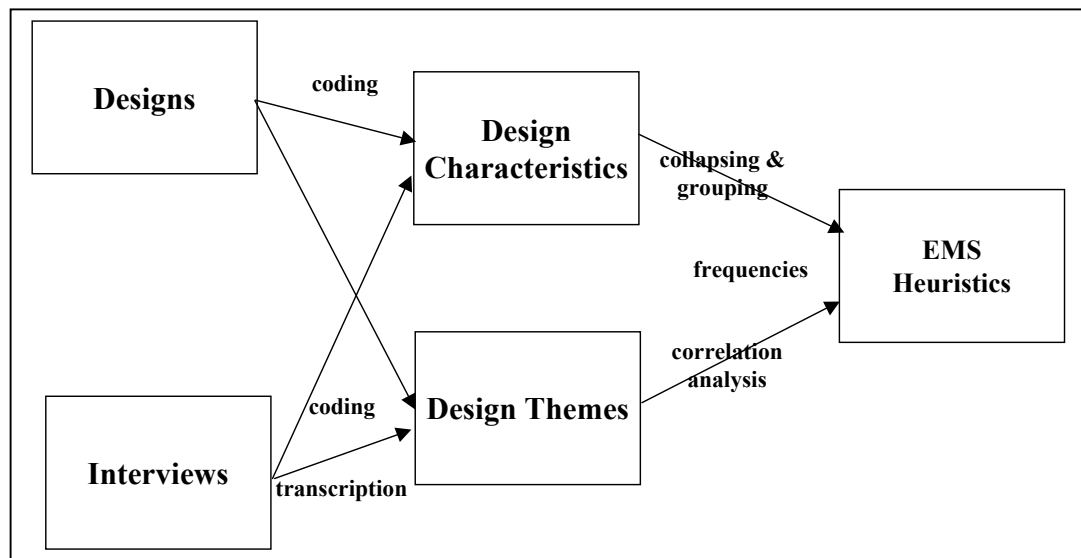 Designs
coding
Design
Characteristics
collapsing &
grouping
EMS
Heuristics
frequencies
correlation
analysis
Design Themes
coding
Interviews
transcription